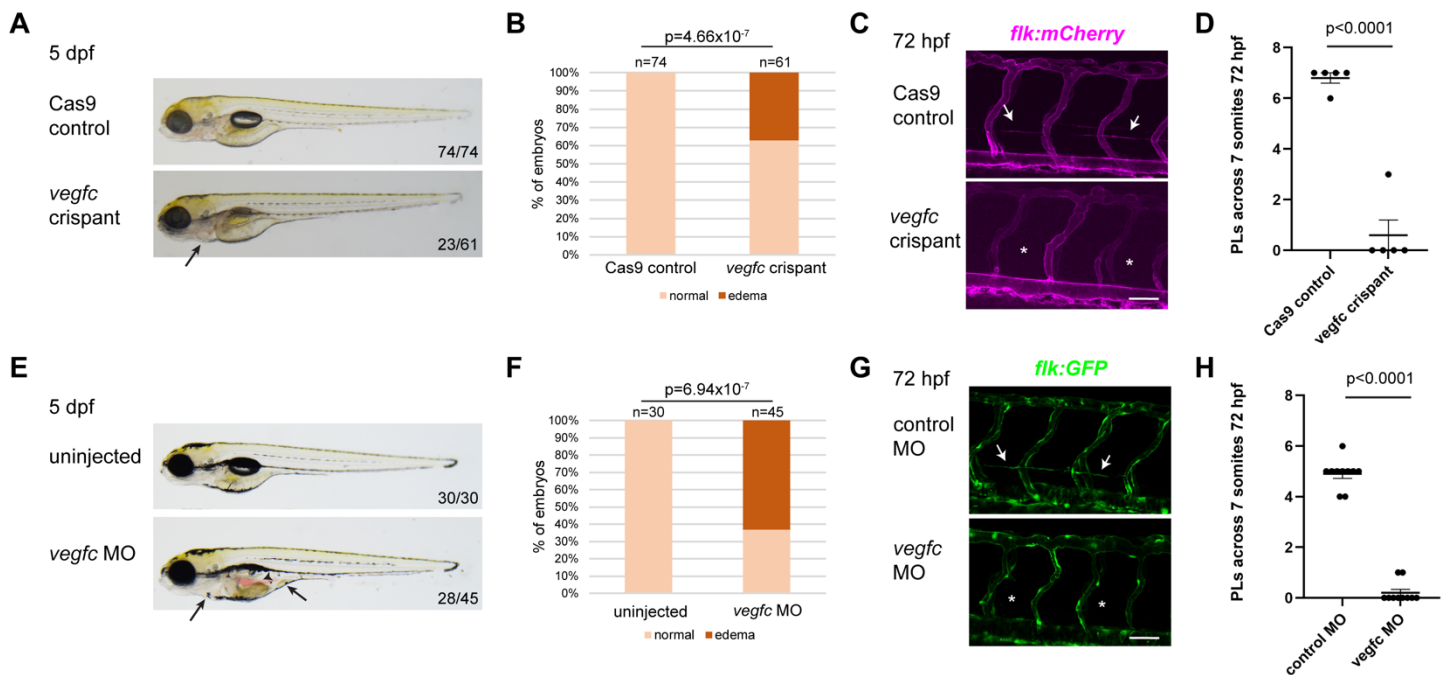 A
5 dpf
Cas9
control
74/74
vegfc
crispant
23/61
B
p=4.66x10-7
n=74
n=61
100%
90%
80%
70%
60%
50%
40%
30%
20%
10%
0%
% of embryos
Cas9 control
vegfc crispant
normal
edema
C
72 hpf
flk:mCherry
Cas9
control
vegfc
crispant
*
*
D
p<0.0001
8
6
4
2
0
PLs across 7 somites 72 hpf
Cas9 control
vegfc crispant
E
5 dpf
uninjected
30/30
vegfc MO
28/45
F
p=6.94x10-7
n=30
n=45
100%
90%
80%
70%
60%
50%
40%
30%
20%
10%
0%
% of embryos
uninjected
vegfc MO
normal
edema
G
72 hpf
flk:GFP
control
MO
vegfc
MO
*
*
H
p<0.0001
8
6
4
2
0
PLs across 7 somites 72 hpf
control MO
vegfc MO